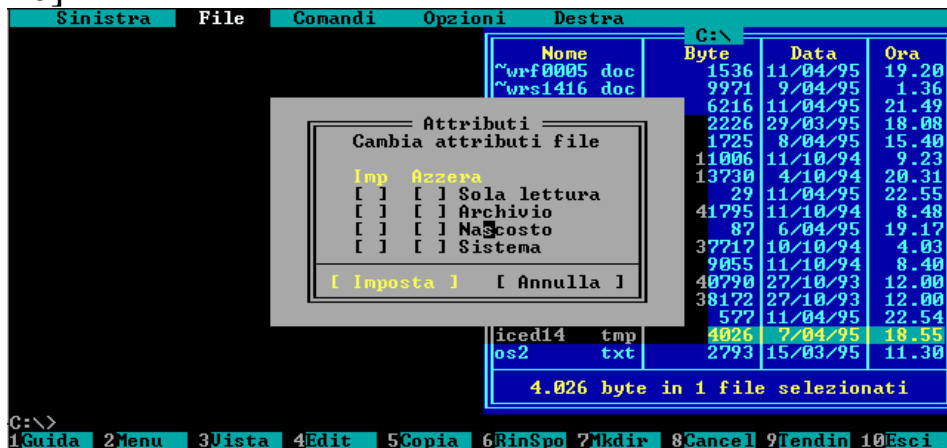 Sinistra File Comandi Opzioni Destra
C:\
Nome Byte Data Ora
~wrf0005 doc 1536 11/04/95 19.20
~wrs1416 doc 9971 9/04/95 1.36
6216 11/04/95 21.49
Attributi 2226 29/03/95 18.08
Cambia attributi file 1725 8/04/95 15.40
11006 11/10/94 9.23
Imp Azzera 13730 4/10/94 20.31
[ ] [ ] Sola lettura 29 11/04/95 22.55
[ ] [ ] Archivio 41795 11/10/94 8.48
[ ] [ ] Nascosto 87 6/04/95 19.17
[ ] [ ] Sistema 37717 10/10/94 4.03
9055 11/10/94 8.40
[ Imposta ] [ Annulla ] 40790 27/10/93 12.00
38172 27/10/93 12.00
577 11/04/95 22.54
iced14 tmp 4026 7/04/95 18.55
os2 txt 2793 15/03/95 11.30
4.026 byte in 1 file selezionati
C:\>
1Guida 2Menu 3Vista 4Edit 5Copia 6RinSpo 7Mkdir 8Cancel 9Tendin 10Esci